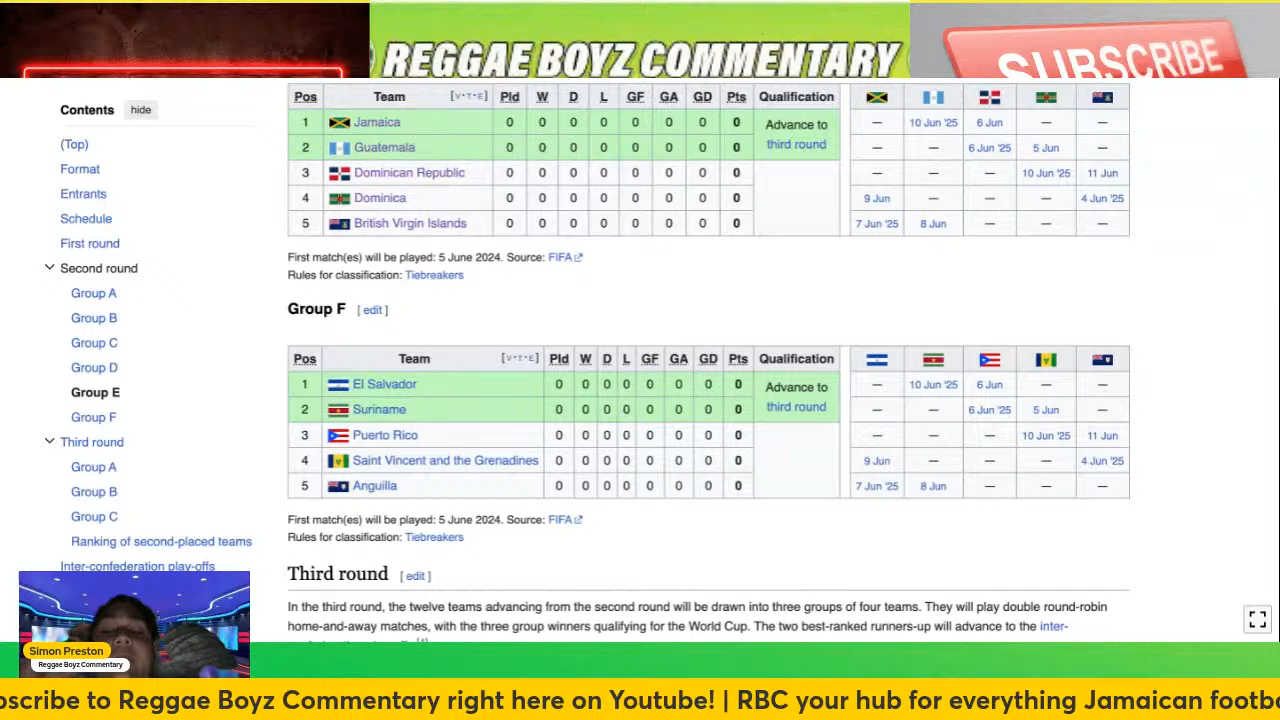 REGGAE BOYZ COMMENTARY
SUBSCRIBE
Contents hide
(Top)
Format
Entrants
Schedule
First round
Second round
Group A
Group B
Group C
Group D
Group E
Group F
Third round
Group A
Group B
Group C
Ranking of second-placed teams
Inter-confederation play-offs
Pos Team [V·T·E] Pld W D L GF GA GD Pts Qualification
1 Jamaica 0 0 0 0 0 0 0 0 Advance to third round — 10 Jun '25 6 Jun — —
2 Guatemala 0 0 0 0 0 0 0 0 — — 6 Jun '25 5 Jun —
3 Dominican Republic 0 0 0 0 0 0 0 0 — — — 10 Jun '25 11 Jun
4 Dominica 0 0 0 0 0 0 0 0 9 Jun — — — 4 Jun '25
5 British Virgin Islands 0 0 0 0 0 0 0 0 7 Jun '25 8 Jun — — —
First match(es) will be played: 5 June 2024. Source: FIFA
Rules for classification: Tiebreakers
Group F [ edit ]
Pos Team [V·T·E] Pld W D L GF GA GD Pts Qualification
1 El Salvador 0 0 0 0 0 0 0 0 Advance to third round — 10 Jun '25 6 Jun — —
2 Suriname 0 0 0 0 0 0 0 0 — — 6 Jun '25 5 Jun —
3 Puerto Rico 0 0 0 0 0 0 0 0 — — — 10 Jun '25 11 Jun
4 Saint Vincent and the Grenadines 0 0 0 0 0 0 0 0 9 Jun — — — 4 Jun '25
5 Anguilla 0 0 0 0 0 0 0 0 7 Jun '25 8 Jun — — —
First match(es) will be played: 5 June 2024. Source: FIFA
Rules for classification: Tiebreakers
Third round [ edit ]
In the third round, the twelve teams advancing from the second round will be drawn into three groups of four teams. They will play double round-robin
home-and-away matches, with the three group winners qualifying for the World Cup. The two best-ranked runners-up will advance to the inter-
Simon Preston
Reggae Boyz Commentary
bscribe to Reggae Boyz Commentary right here on Youtube! | RBC your hub for everything Jamaican footba